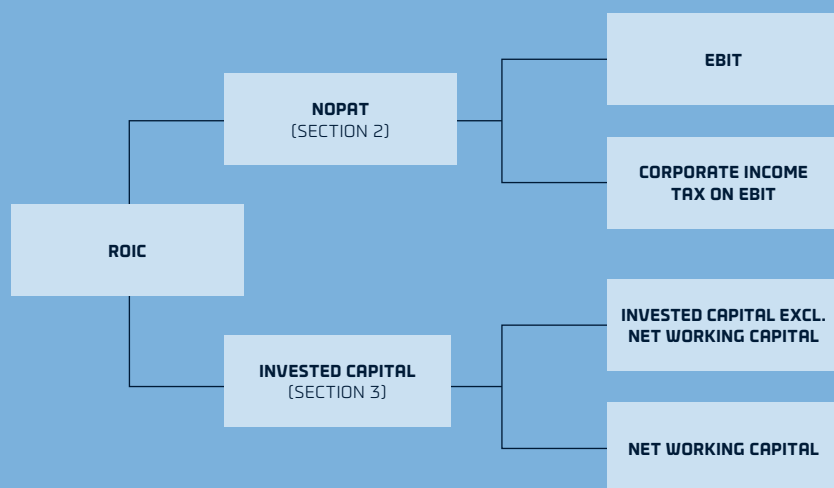 EBIT
NOPAT
(SECTION 2)
CORPORATE INCOME
TAX ON EBIT
ROIC
INVESTED CAPITAL EXCL.
NET WORKING CAPITAL
INVESTED CAPITAL
(SECTION 3)
NET WORKING CAPITAL